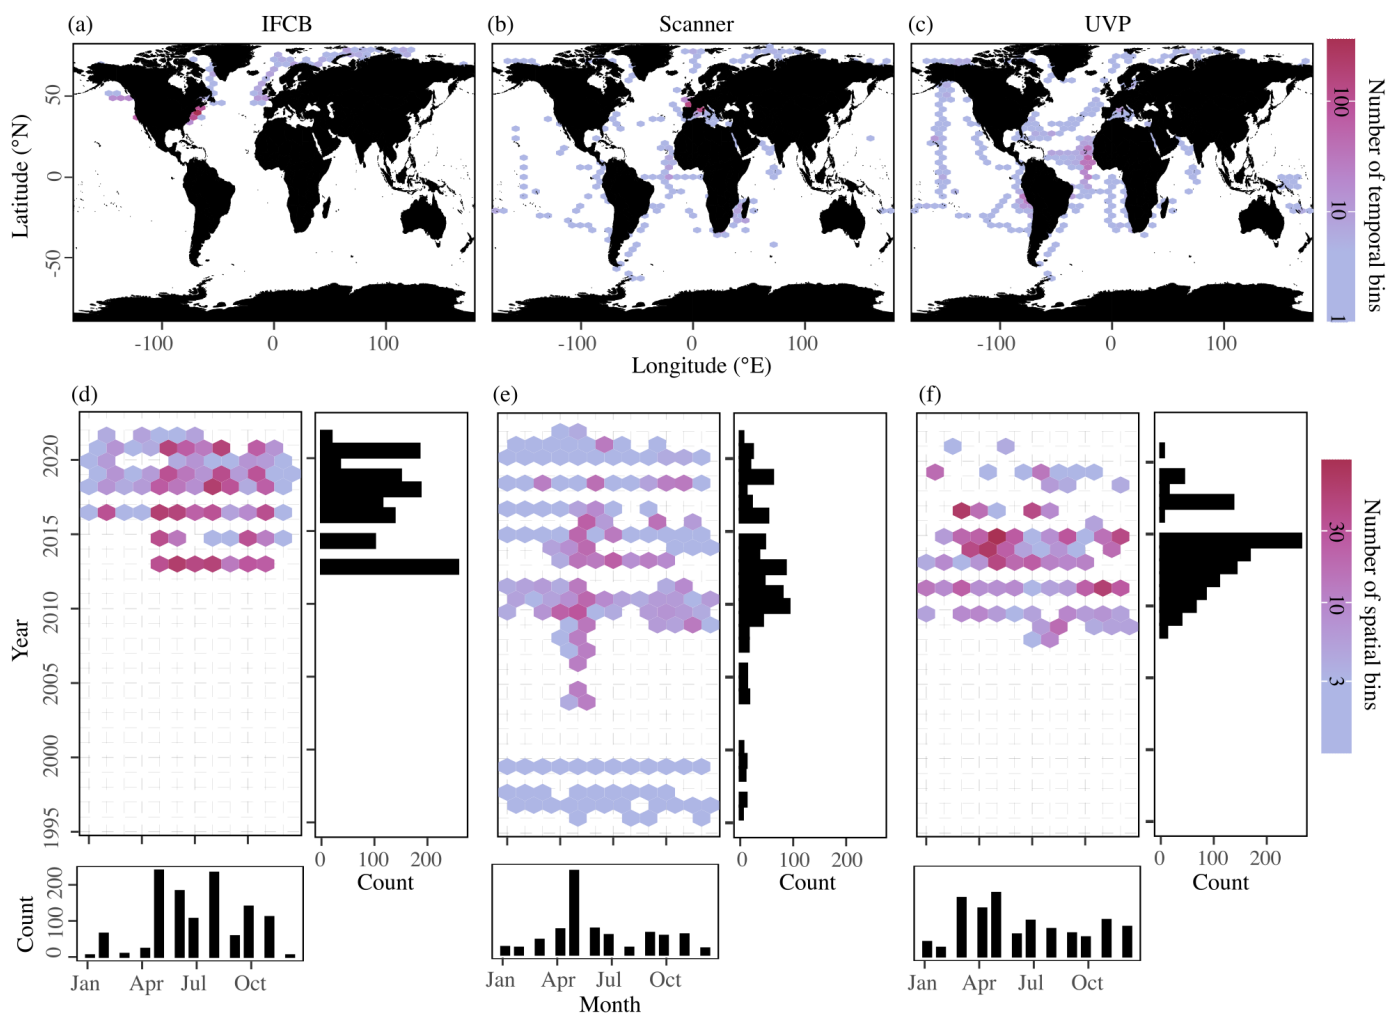 (a) IFCB (b) Scanner (c) UVP
50
0
-50
Latitude (°N)
-100 0 100 -100 0 100 -100 0 100
Longitude (°E)
100
10
1
Number of temporal bins
(d) (e) (f)
2020
2015
2010
2005
2000
1995
Year
30
10
3
Number of spatial bins
0 100 200 0 100 200 0 100 200
Count Count Count
200
100
0
Count
Jan Apr Jul Oct Jan Apr Jul Oct Jan Apr Jul Oct
Month